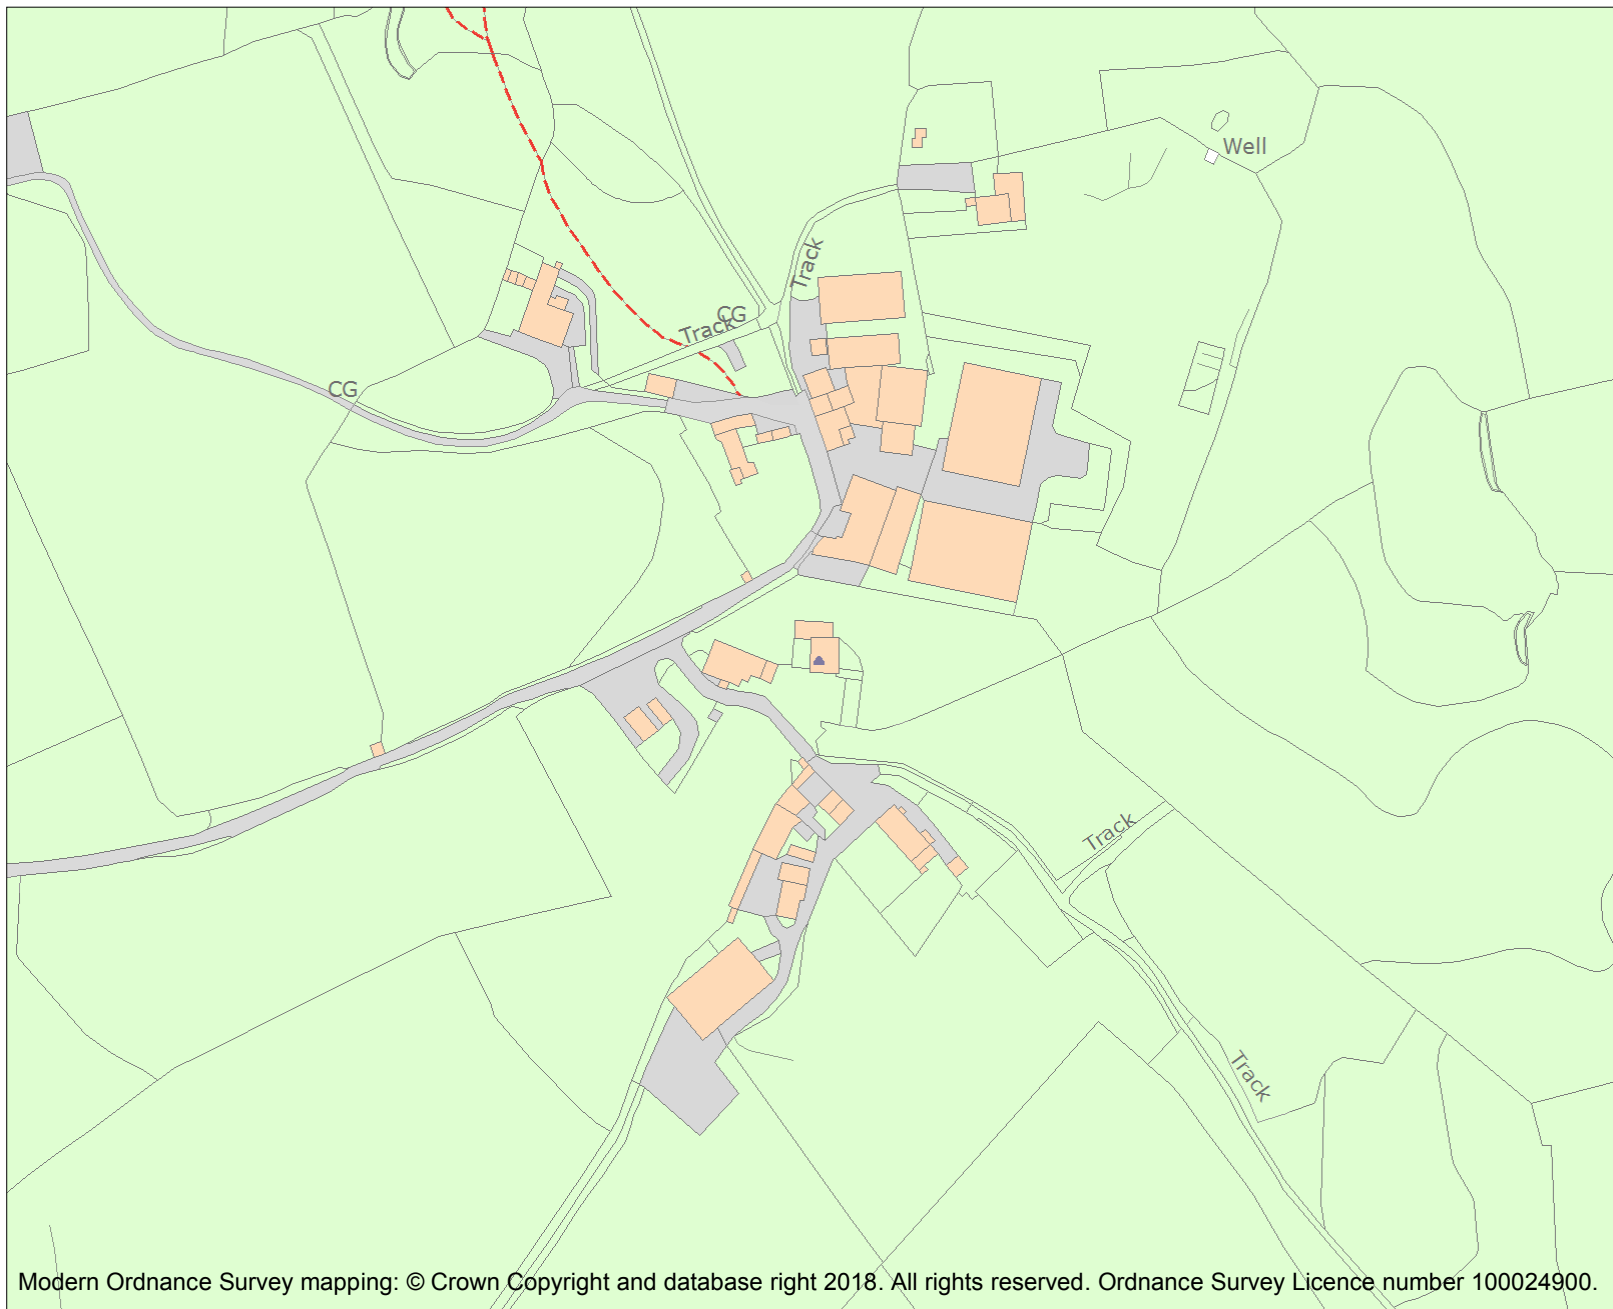 Well
Track
CG
Track
CG
Track
Track
Modern Ordnance Survey mapping: © Crown Copyright and database right 2018. All rights reserved. Ordnance Survey Licence number 100024900.